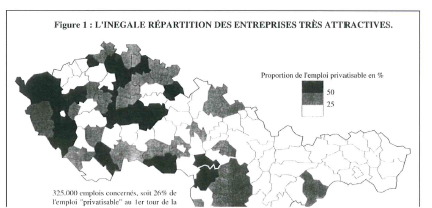 Figure 1 : L'INEGALE RÉPARTITION DES ENTREPRISES TRÈS ATTRACTIVES.
Proportion de l'emploi privatisable en %
50
25
325.000 emplois concernés, soit 26% de
l'emploi "privatisable" au 1er tour de la